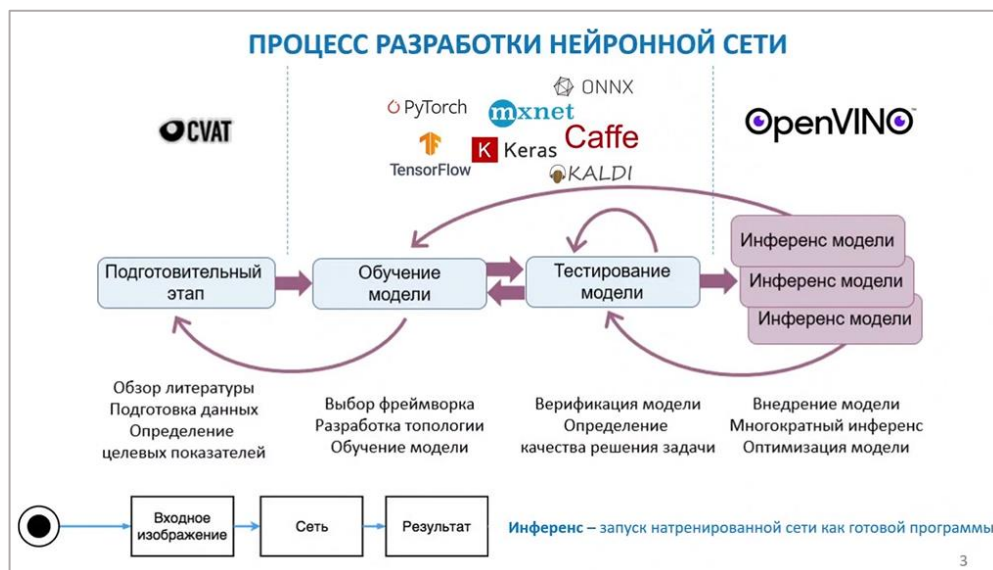 ПРОЦЕСС РАЗРАБОТКИ НЕЙРОННОЙ СЕТИ
CVAT
PyTorch
mxnet
ONNX
TensorFlow
K Keras
Caffe
KALDI
OpenVINO™
Подготовительный
этап
Обучение
модели
Тестирование
модели
Инференс модели
Инференс модели
Инференс модели
Обзор литературы
Подготовка данных
Определение
целевых показателей
Выбор фреймворка
Разработка топологии
Обучение модели
Верификация модели
Определение
качества решения задачи
Внедрение модели
Многократный инференс
Оптимизация модели
Входное
изображение
Сеть
Результат
Инференс – запуск натренированной сети как готовой программы
3